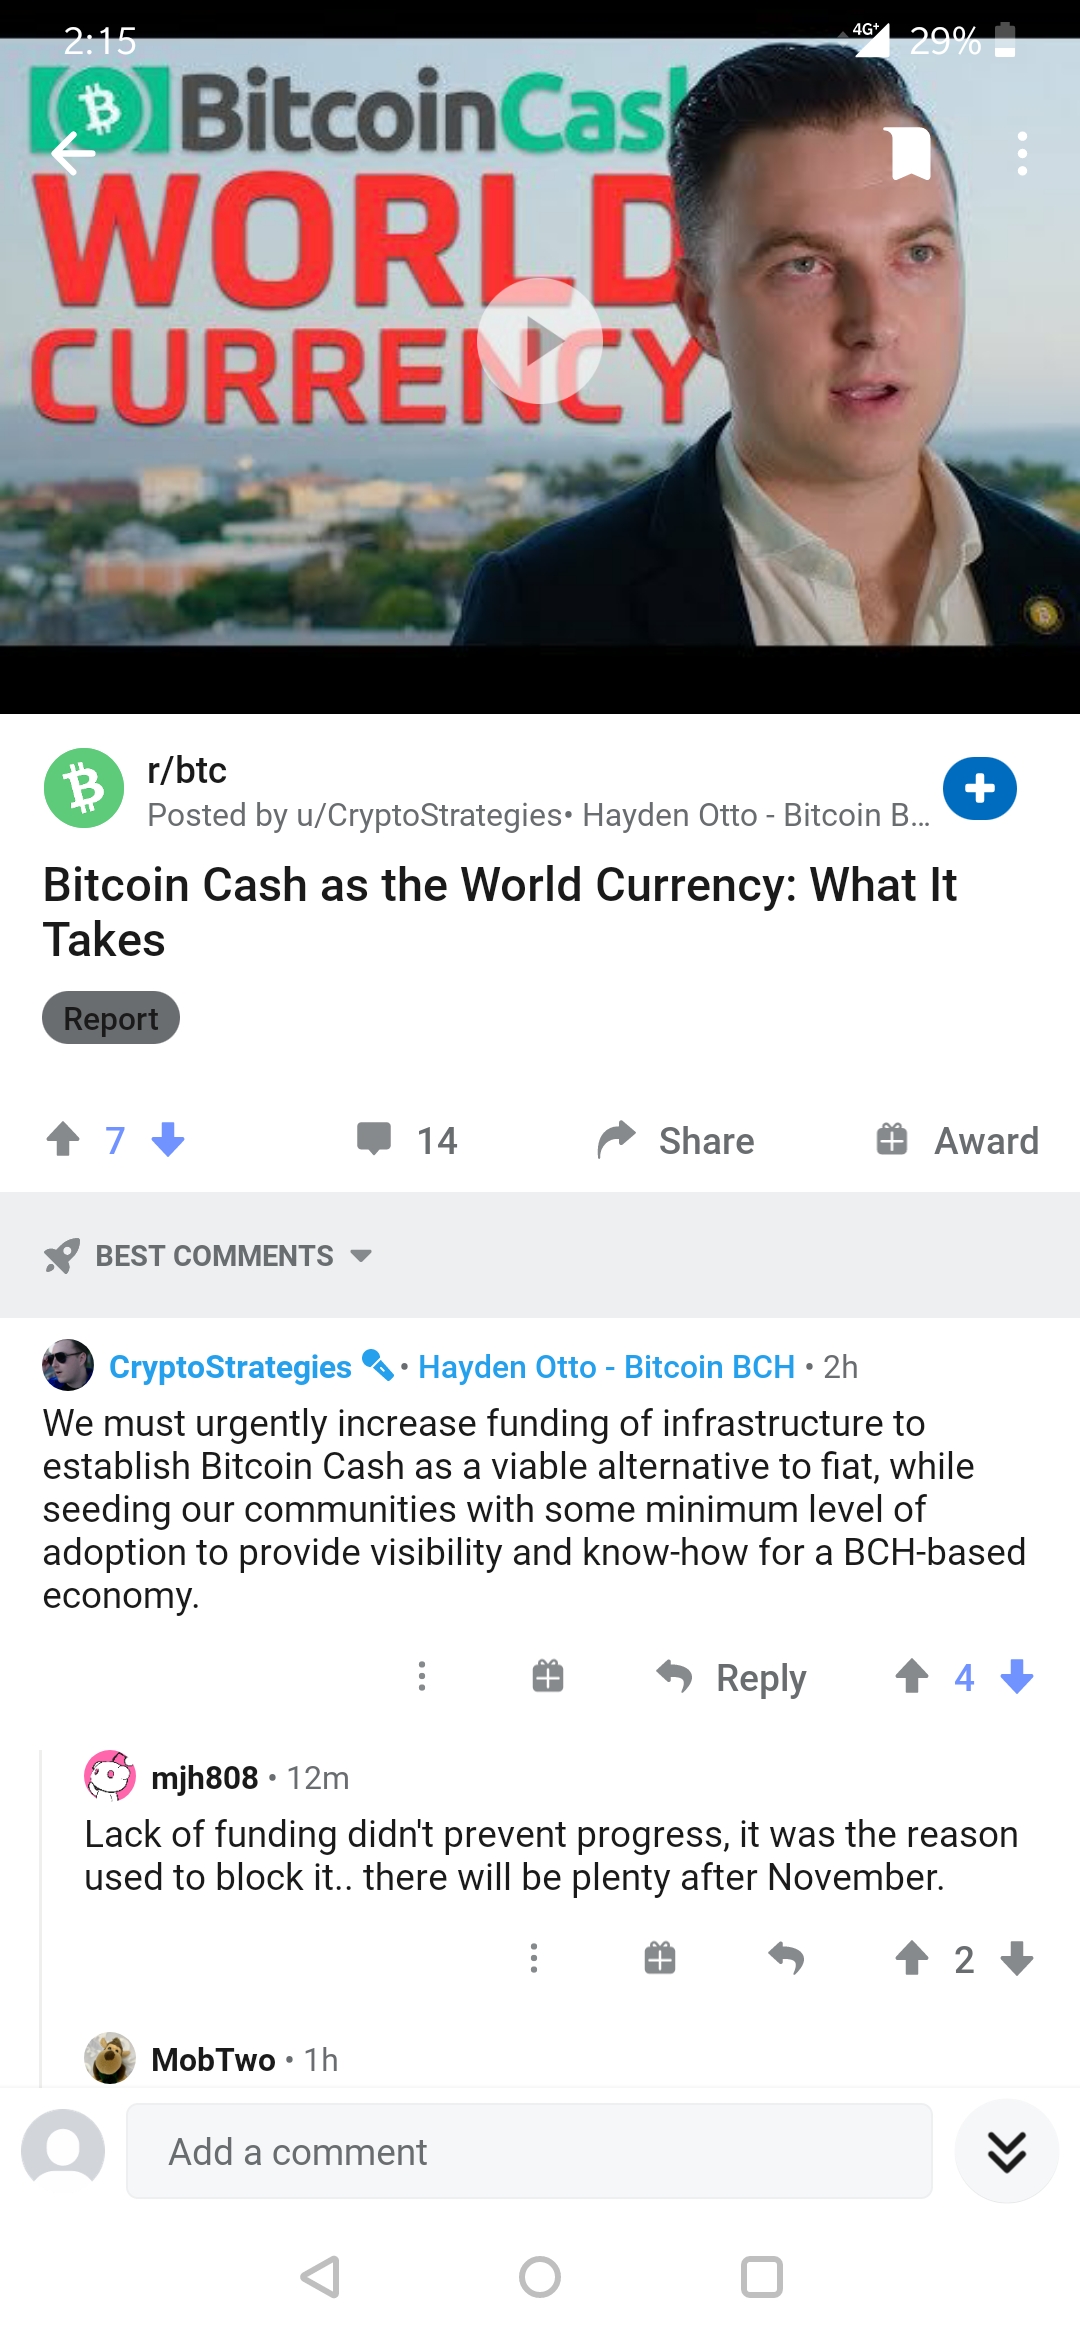 2:15
4G+
29%
BitcoinCas
WORLD
CURRENCY
r/btc
Posted by u/CryptoStrategies• Hayden Otto - Bitcoin B...
Bitcoin Cash as the World Currency: What It
Takes
Report
7
14
Share
Award
BEST COMMENTS
CryptoStrategies • Hayden Otto - Bitcoin BCH • 2h
We must urgently increase funding of infrastructure to
establish Bitcoin Cash as a viable alternative to fiat, while
seeding our communities with some minimum level of
adoption to provide visibility and know-how for a BCH-based
economy.
Reply
4
mjh808 • 12m
Lack of funding didn't prevent progress, it was the reason
used to block it.. there will be plenty after November.
2
MobTwo • 1h
Add a comment